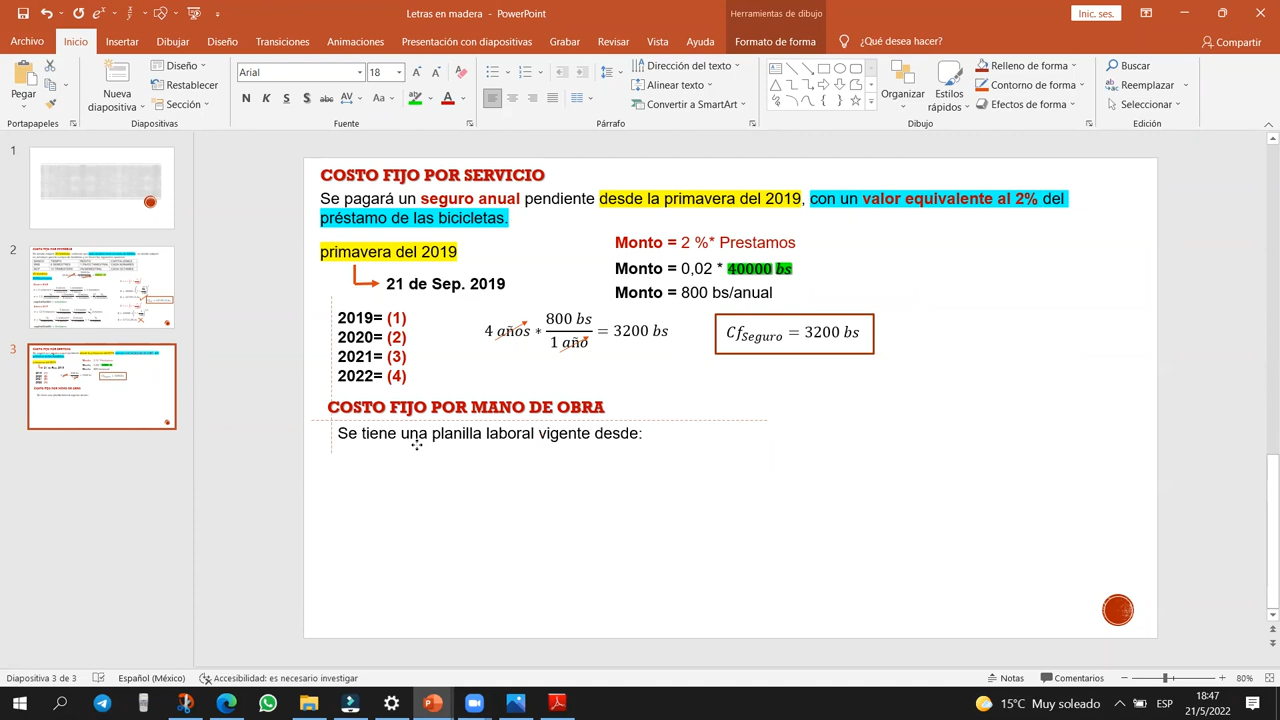 Letras en madera - PowerPoint
Herramientas de dibujo
Inic. ses.
Archivo Inicio Insertar Dibujar Diseño Transiciones Animaciones Presentación con diapositivas Grabar Revisar Vista Ayuda Formato de forma ¿Qué desea hacer? Compartir
Pegar
Nueva diapositiva
Diseño
Restablecer
Sección
Arial 18
N K S S abc AV Aa
Dirección del texto
Alinear texto
Convertir a SmartArt
Organizar
Estilos rápidos
Relleno de forma
Contorno de forma
Efectos de forma
Buscar
Reemplazar
Seleccionar
Portapapeles Diapositivas Fuente Párrafo Dibujo Edición
1
2
3
COSTO FIJO POR SERVICIO
Se pagará un seguro anual pendiente desde la primavera del 2019, con un valor equivalente al 2% del
préstamo de las bicicletas.
primavera del 2019
21 de Sep. 2019
Monto = 2 %* Prestamos
Monto = 0,02 * 40000 bs
Monto = 800 bs/anual
2019= (1)
2020= (2)
2021= (3)
2022= (4)
4 años * 800 bs / 1 año = 3200 bs
Cf Seguro = 3200 bs
COSTO FIJO POR MANO DE OBRA
Se tiene una planilla laboral vigente desde:
Diapositiva 3 de 3 Español (México) Accesibilidad: es necesario investigar Notas Comentarios 80%
15°C Muy soleado ESP 18:47
21/5/2022